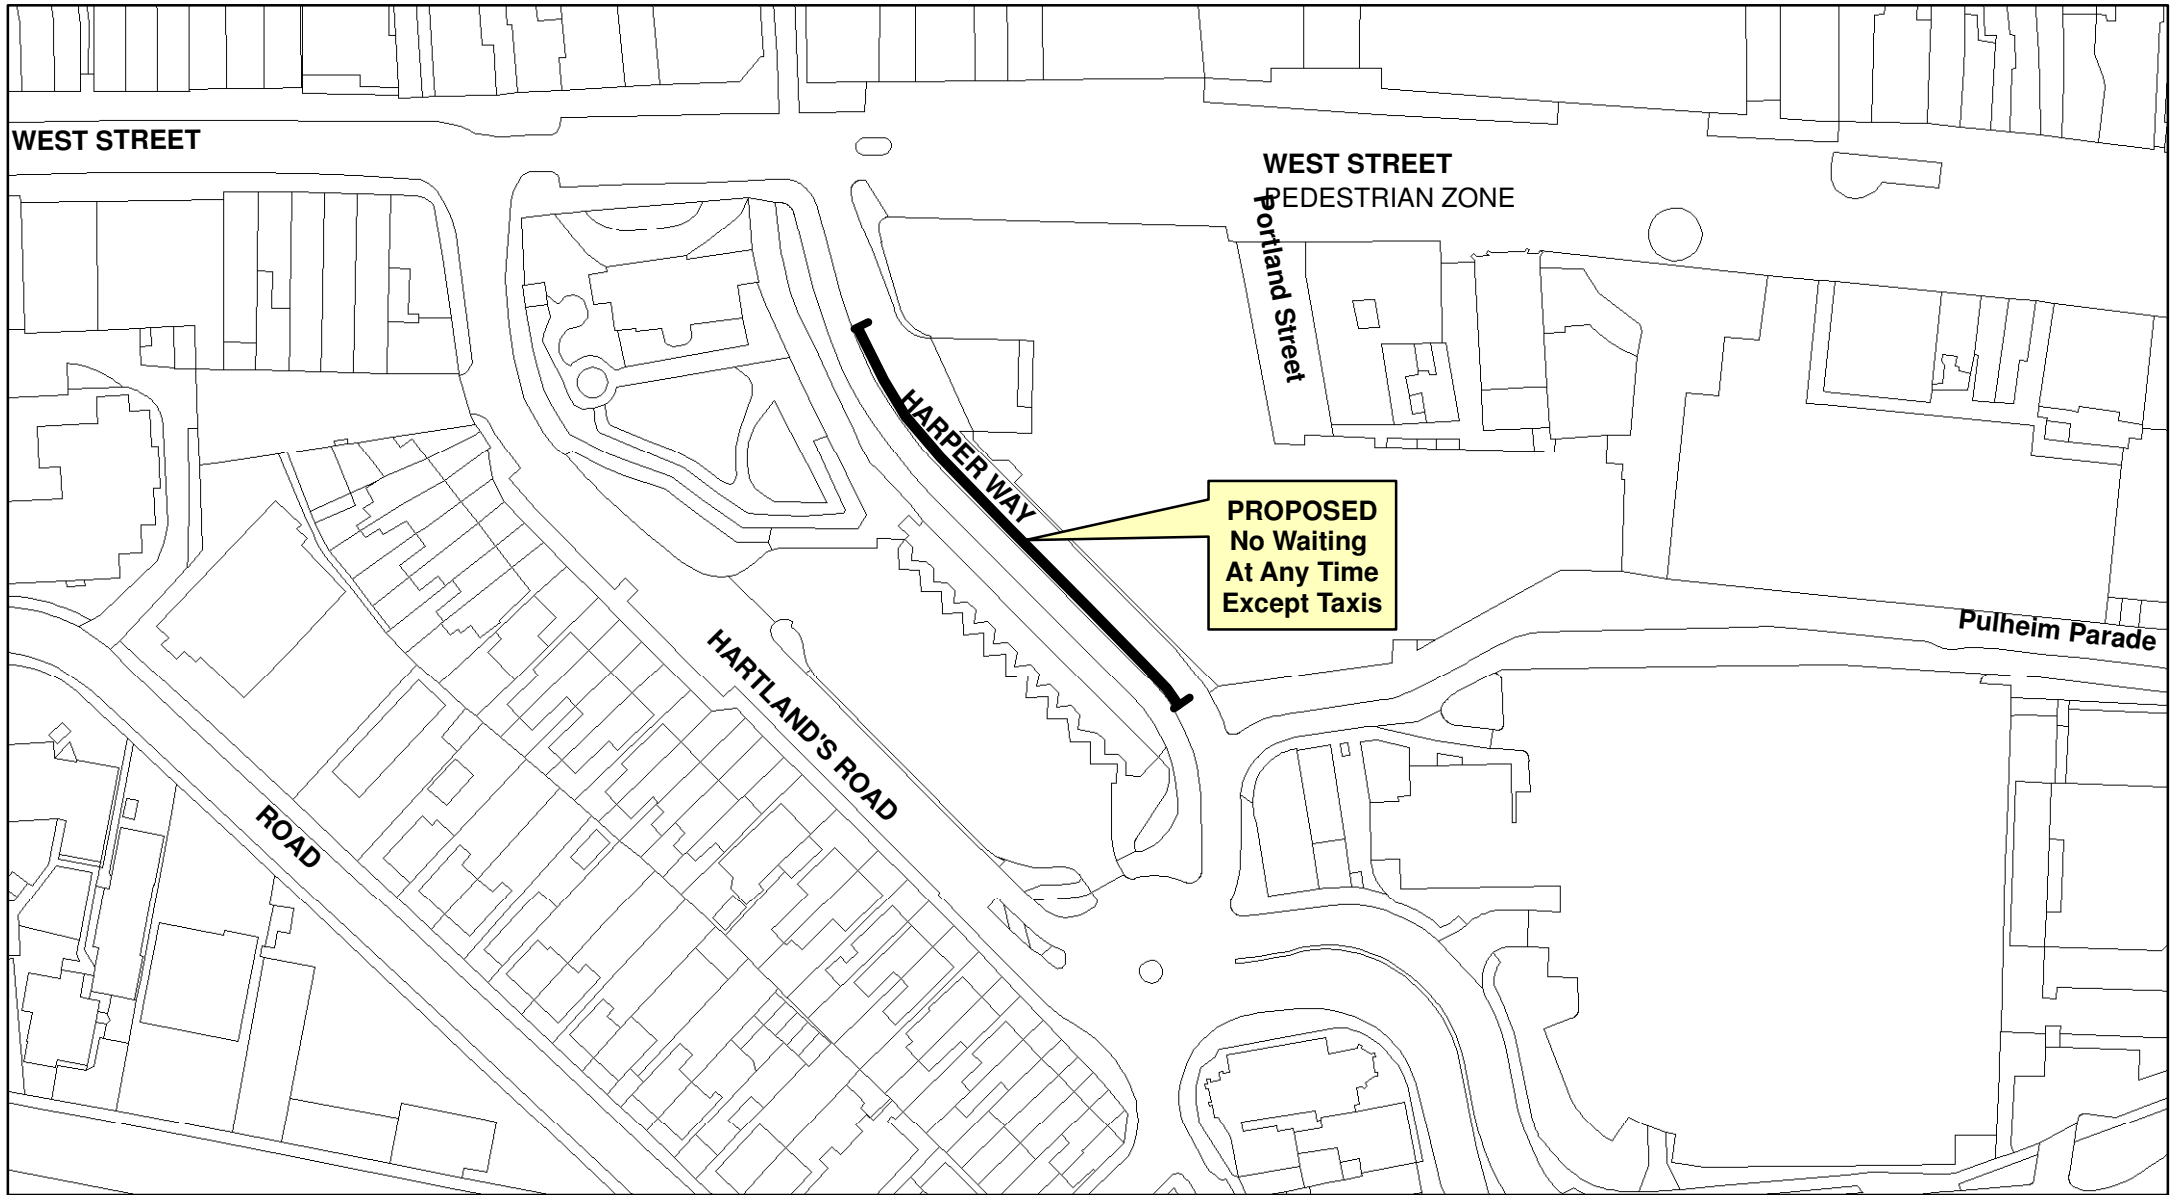 WEST STREET
WEST STREET
PEDESTRIAN ZONE
Portland Street
HARPER WAY
PROPOSED
No Waiting
At Any Time
Except Taxis
Pulheim Parade
HARTLAND'S ROAD
ROAD